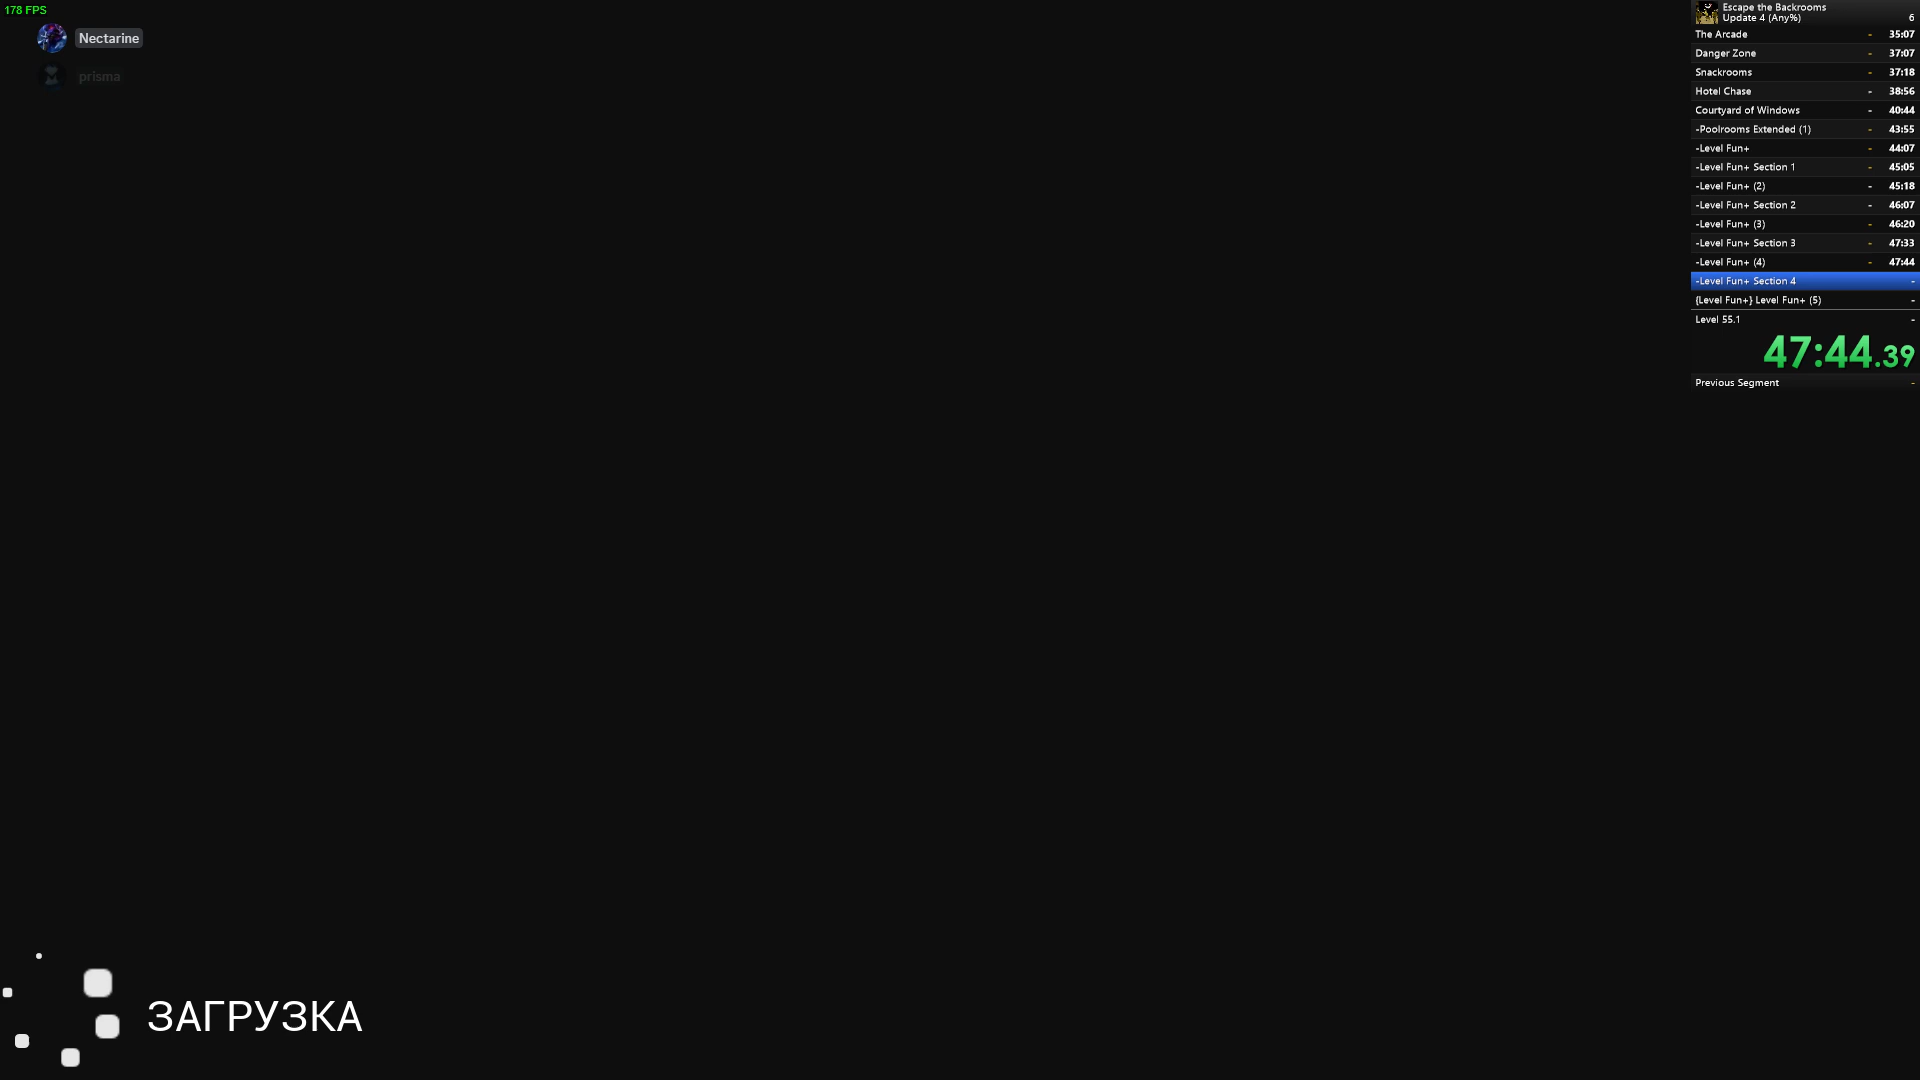 178 FPS
Nectarine
prisma
Escape the Backrooms
Update 4 (Any%) 6
The Arcade - 35:07
Danger Zone - 37:07
Snackrooms - 37:18
Hotel Chase - 38:56
Courtyard of Windows - 40:44
-Poolrooms Extended (1) - 43:55
-Level Fun+ - 44:07
-Level Fun+ Section 1 - 45:05
-Level Fun+ (2) - 45:18
-Level Fun+ Section 2 - 46:07
-Level Fun+ (3) - 46:20
-Level Fun+ Section 3 - 47:33
-Level Fun+ (4) - 47:44
-Level Fun+ Section 4 -
{Level Fun+} Level Fun+ (5) -
Level 55.1 -
47:44.39
Previous Segment -
ЗАГРУЗКА